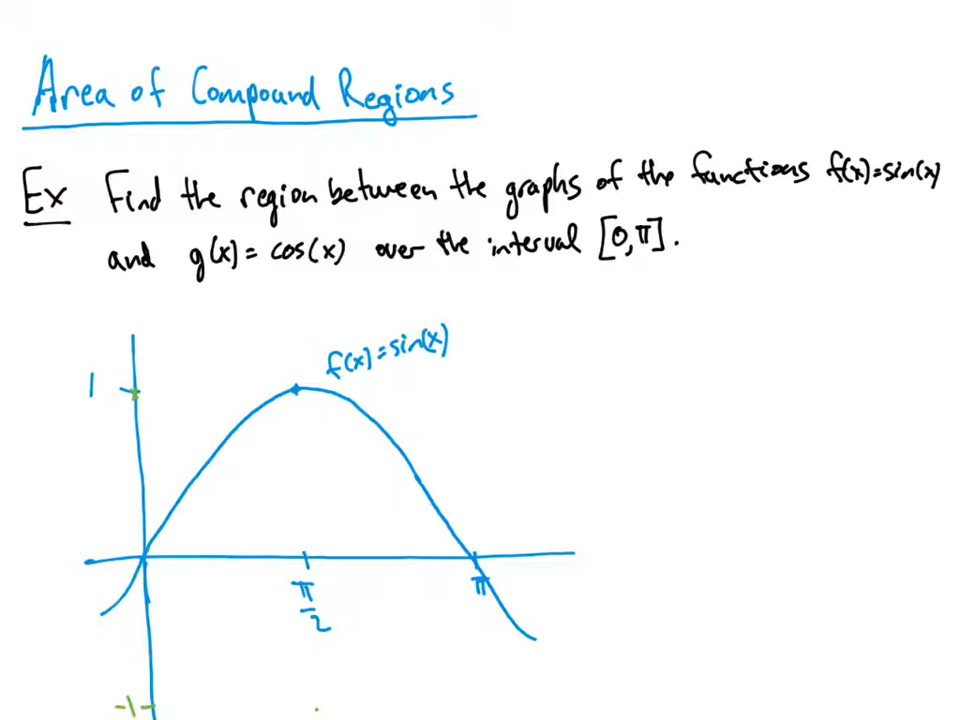 Area of Compound Regions
Ex Find the region between the graphs of the functions f(x)=sin(x)
and g(x)= cos(x) over the interval [0,π].
f(x)=sin(x)
1
π/2
π
-1